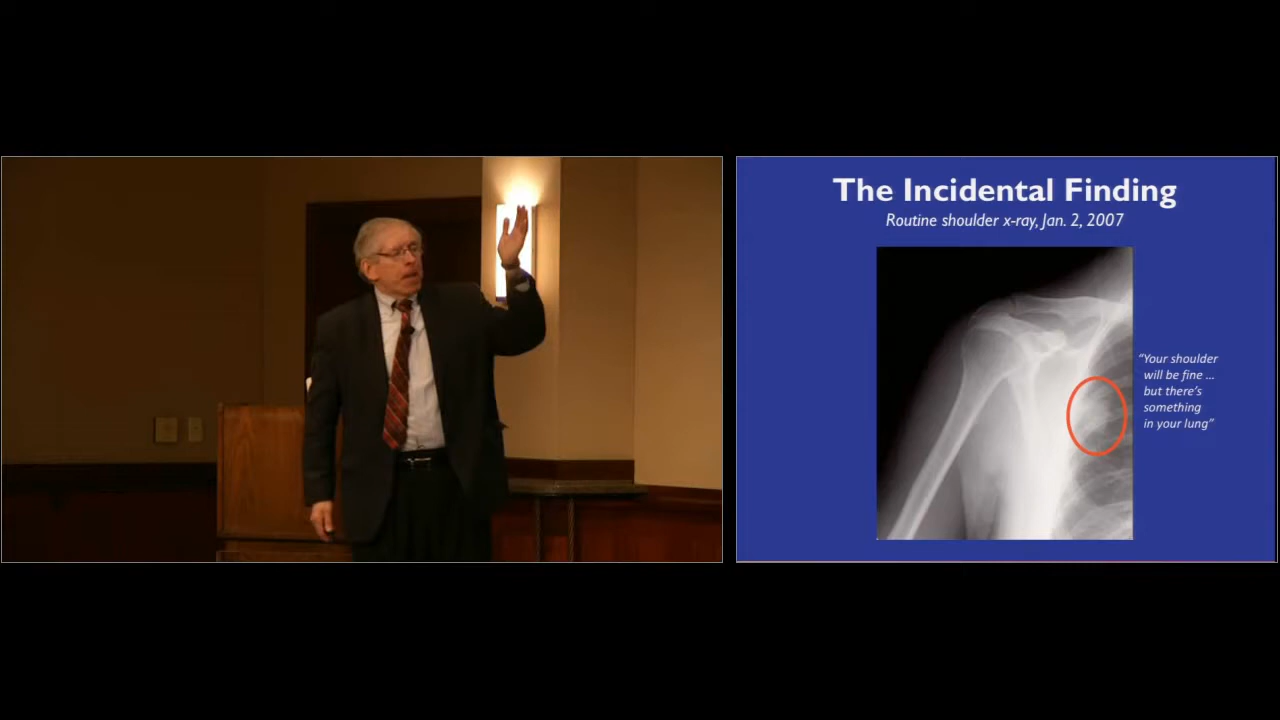 The Incidental Finding
Routine shoulder x-ray, Jan. 2, 2007
“Your shoulder
will be fine ...
but there’s
something
in your lung”